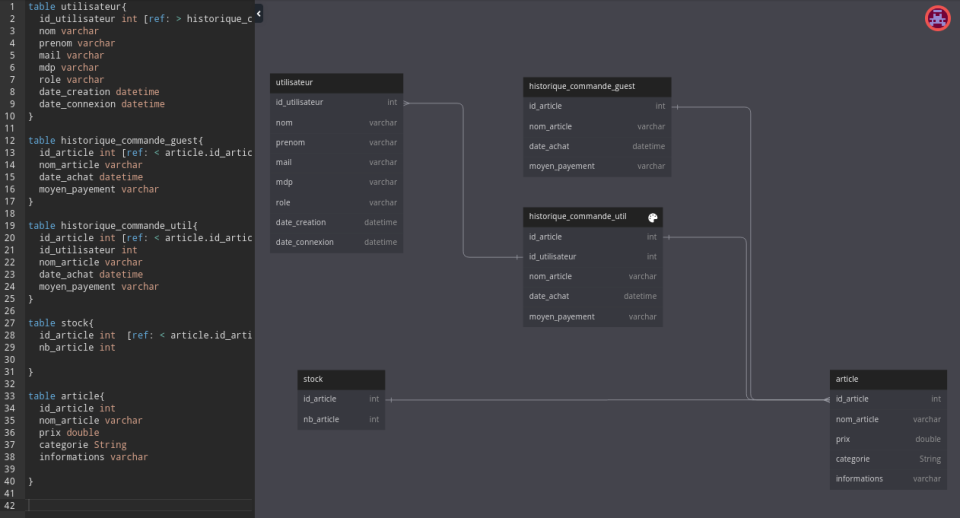 1 table utilisateur{
2 id_utilisateur int [ref: > historique_c
3 nom varchar
4 prenom varchar
5 mail varchar
6 mdp varchar
7 role varchar
8 date_creation datetime
9 date_connexion datetime
10 }
11
12 table historique_commande_guest{
13 id_article int [ref: < article.id_artic
14 nom_article varchar
15 date_achat datetime
16 moyen_payement varchar
17 }
18
19 table historique_commande_util{
20 id_article int [ref: < article.id_artic
21 id_utilisateur int
22 nom_article varchar
23 date_achat datetime
24 moyen_payement varchar
25 }
26
27 table stock{
28 id_article int [ref: < article.id_arti
29 nb_article int
30
31 }
32
33 table article{
34 id_article int
35 nom_article varchar
36 prix double
37 categorie String
38 informations varchar
39
40 }
41
42
utilisateur
id_utilisateur int
nom varchar
prenom varchar
mail varchar
mdp varchar
role varchar
date_creation datetime
date_connexion datetime
historique_commande_guest
id_article int
nom_article varchar
date_achat datetime
moyen_payement varchar
historique_commande_util
id_article int
id_utilisateur int
nom_article varchar
date_achat datetime
moyen_payement varchar
stock
id_article int
nb_article int
article
id_article int
nom_article varchar
prix double
categorie String
informations varchar